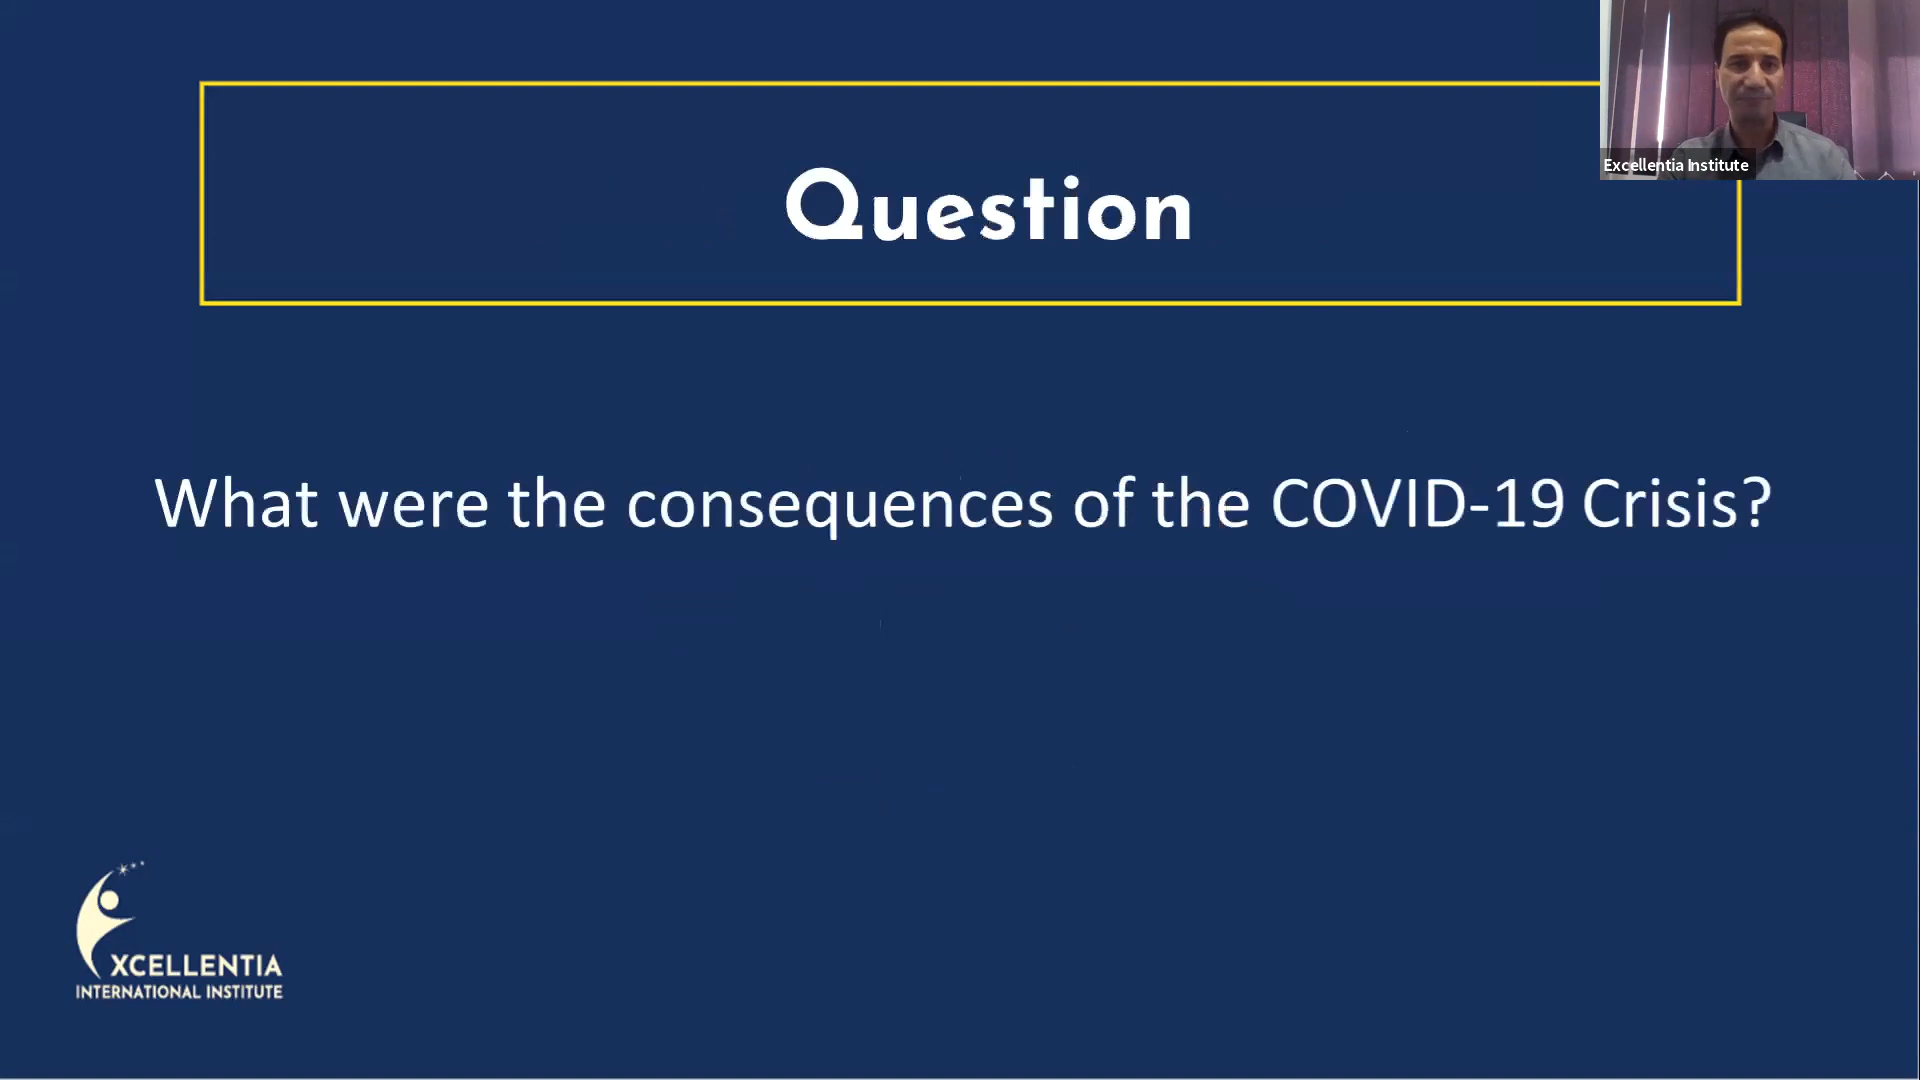 Question
Excellentia Institute
What were the consequences of the COVID-19 Crisis?
XCELLENTIA
INTERNATIONAL INSTITUTE